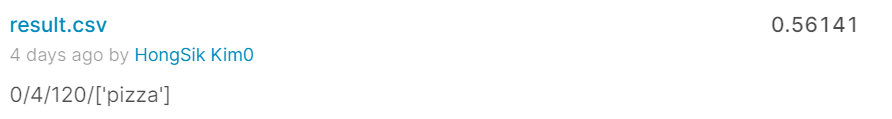 result.csv 0.56141
4 days ago by HongSik Kim0
0/4/120/['pizza']